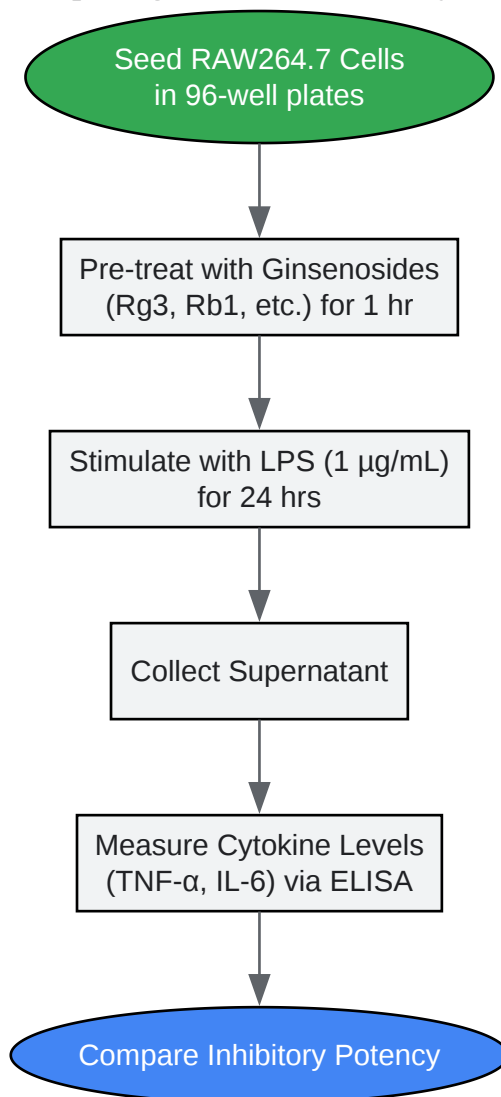 Seed RAW264.7 Cells
in 96-well plates
Pre-treat with Ginsenosides
(Rg3, Rb1, etc.) for 1 hr
Stimulate with LPS (1 µg/mL)
for 24 hrs
Collect Supernatant
Measure Cytokine Levels
(TNF-α, IL-6) via ELISA
Compare Inhibitory Potency